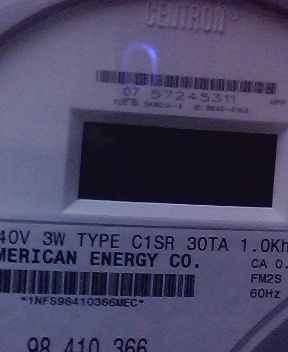 CENTRON®
07 57245311
40V 3W TYPE C1SR 30TA 1.0Kh
MERICAN ENERGY CO.
CA 0.
FM2S
60Hz
*1NFS98410366MEC*
98 410 366